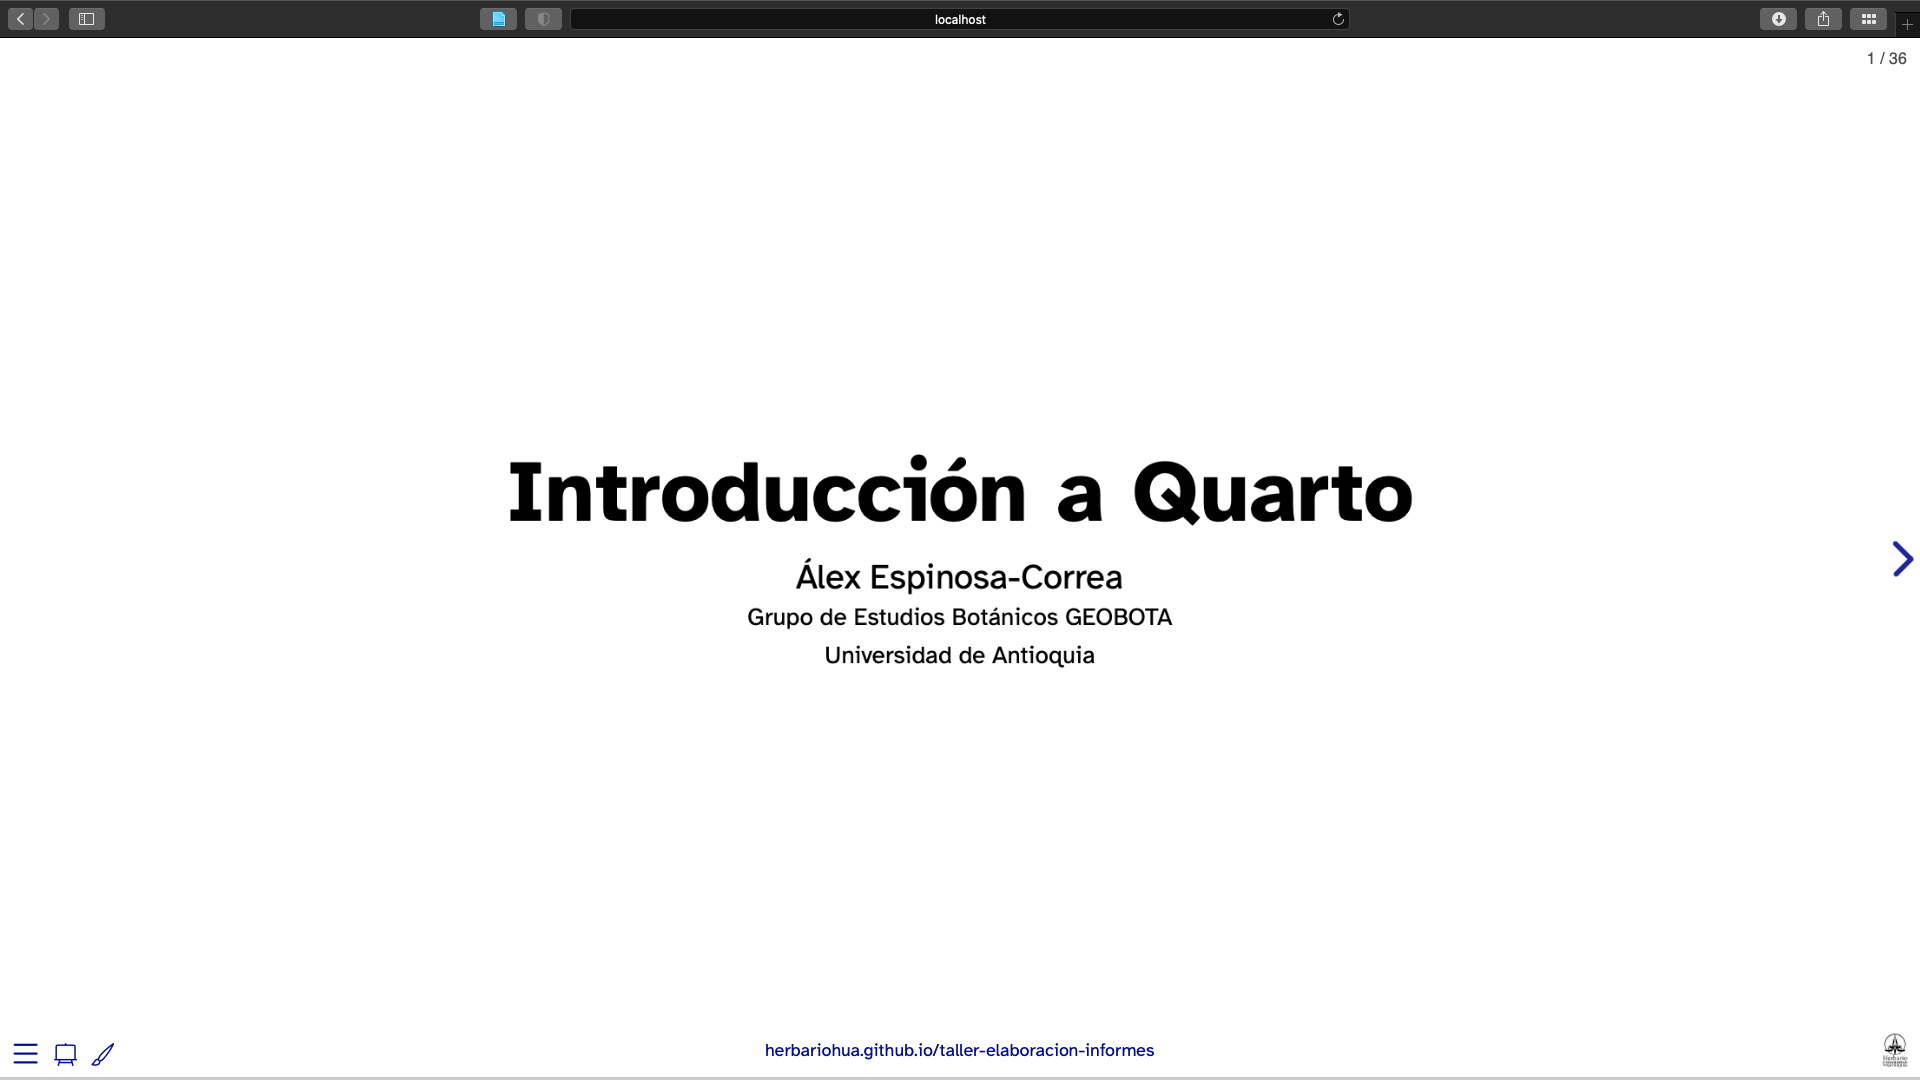 localhost
1 / 36
Introducción a Quarto
Álex Espinosa-Correa
Grupo de Estudios Botánicos GEOBOTA
Universidad de Antioquia
herbariohua.github.io/taller-elaboracion-informes
Herbario